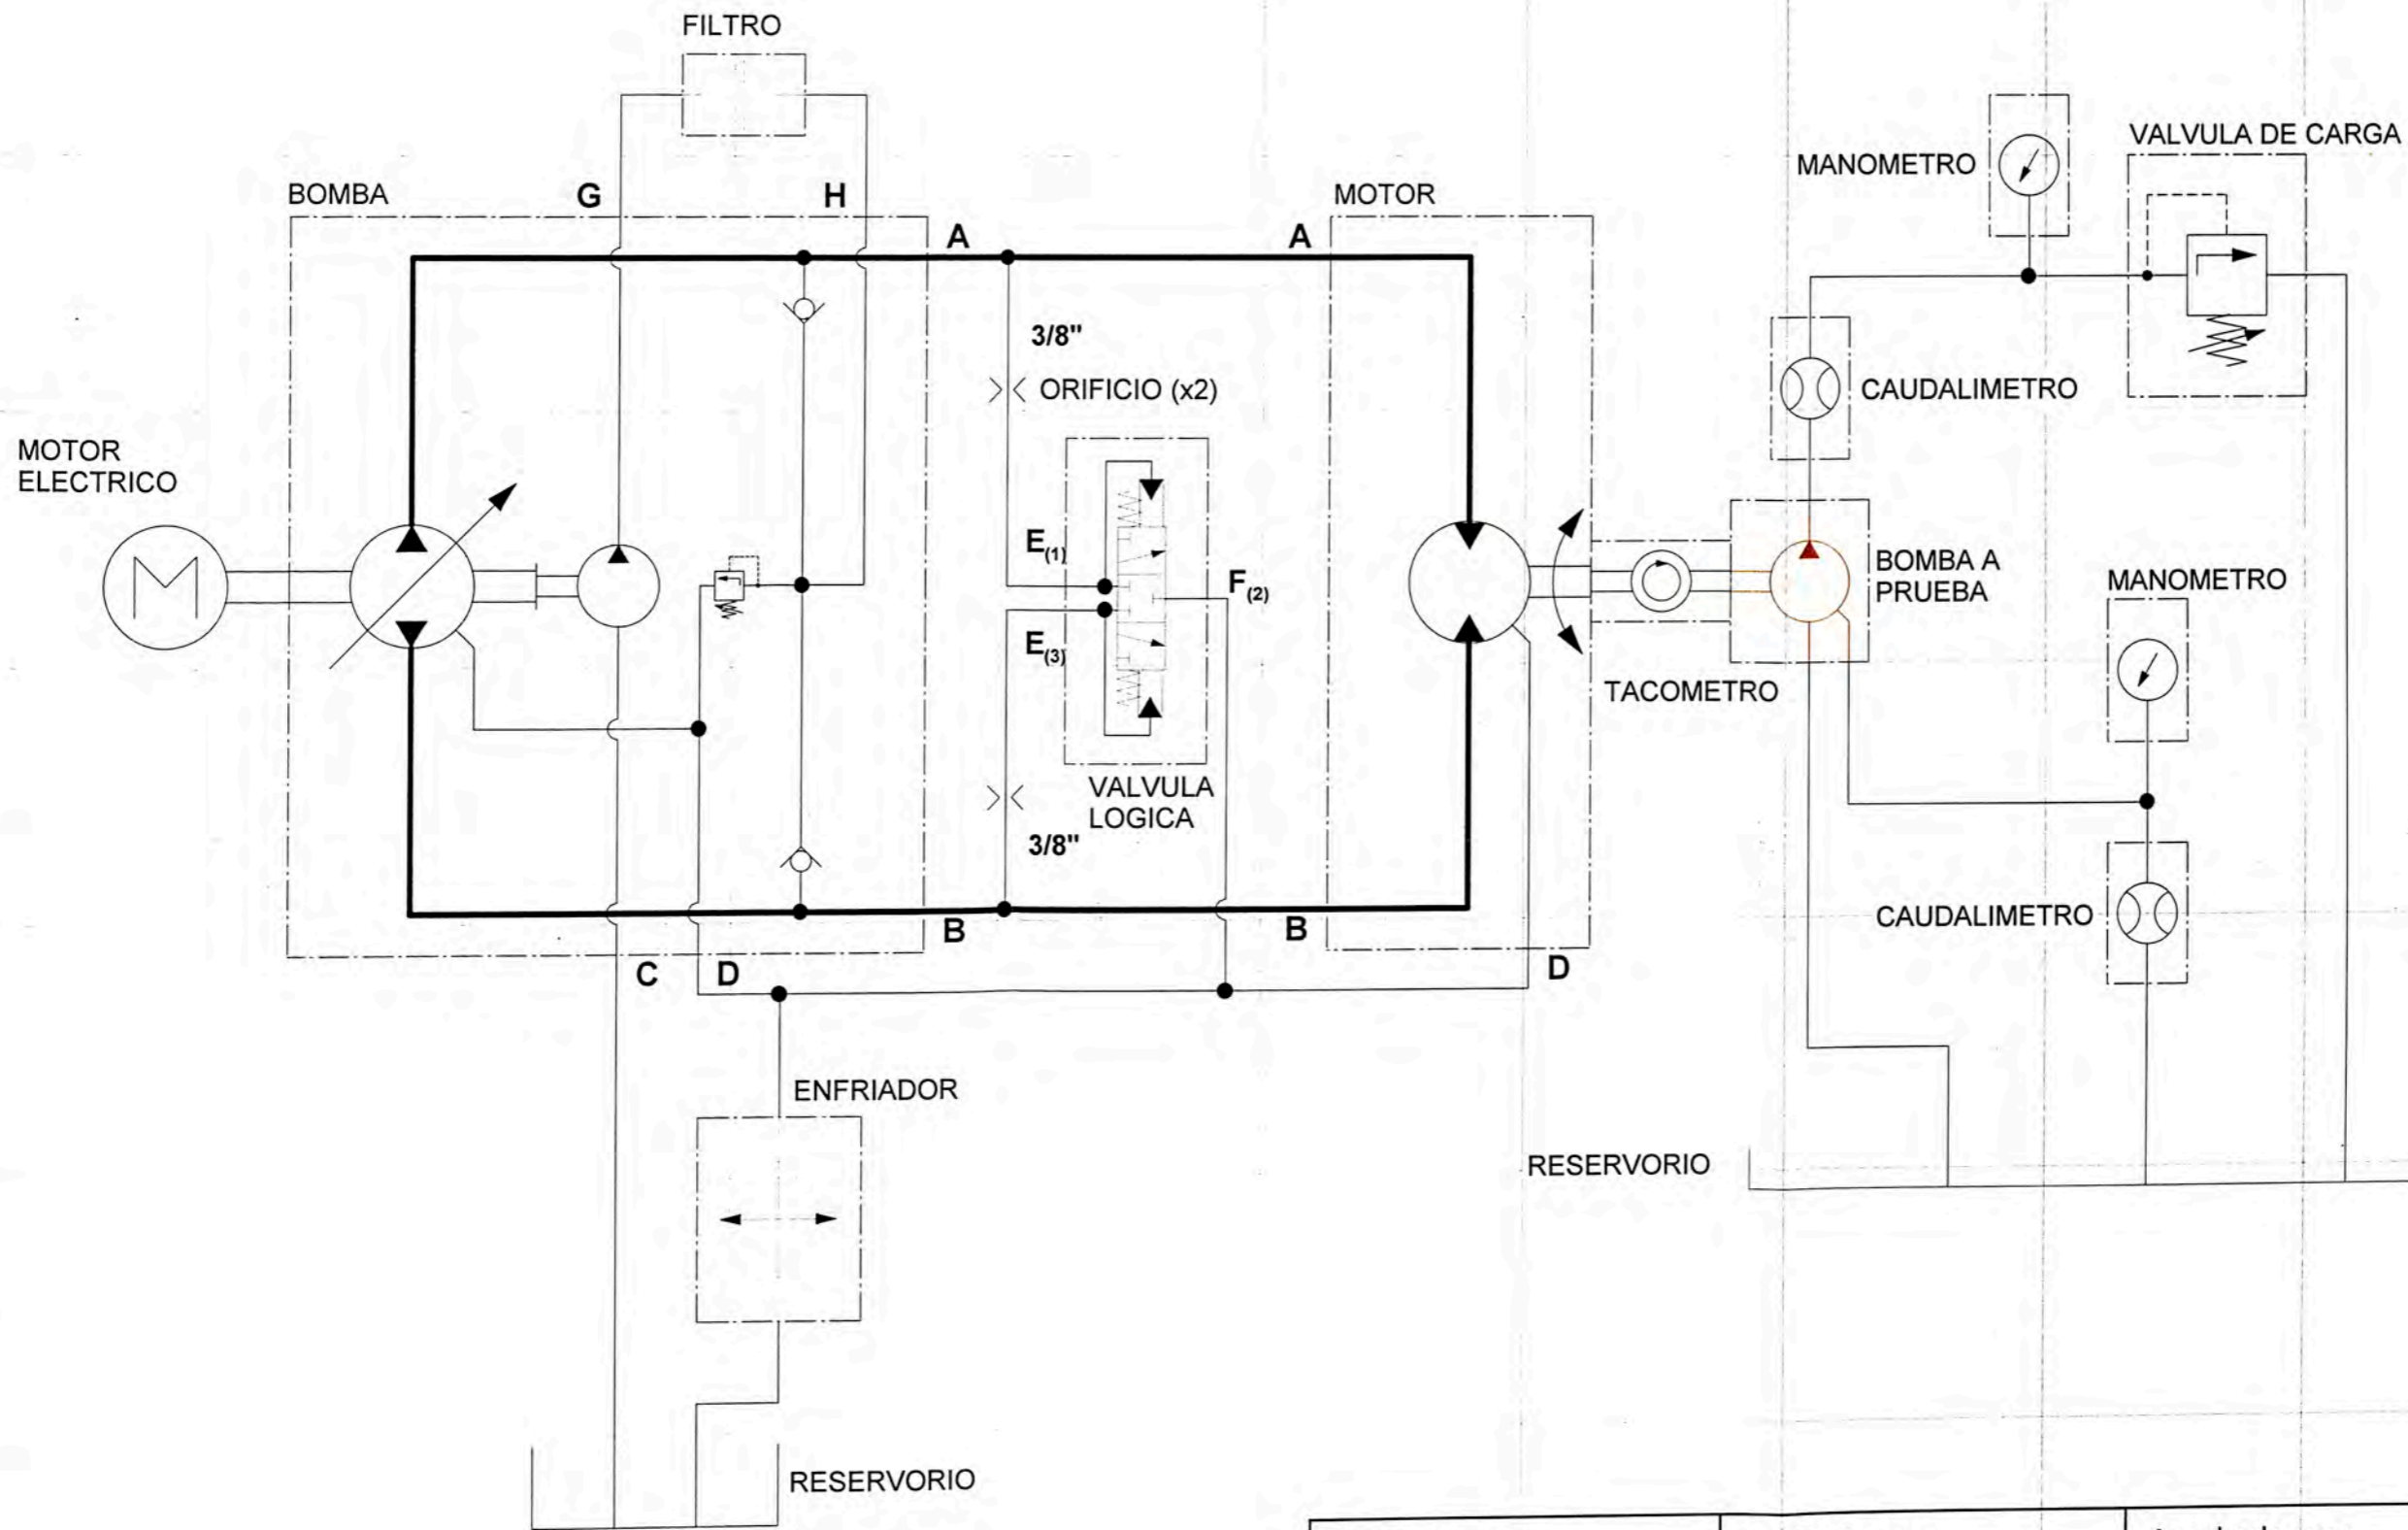 FILTRO
MANOMETRO
VALVULA DE CARGA
BOMBA
G
H
MOTOR
A
A
3/8"
ORIFICIO (x2)
CAUDALIMETRO
MOTOR
ELECTRICO
M
E(1)
F(2)
BOMBA A
PRUEBA
MANOMETRO
E(3)
TACOMETRO
VALVULA
LOGICA
3/8"
CAUDALIMETRO
B
B
C
D
D
ENFRIADOR
RESERVORIO
RESERVORIO